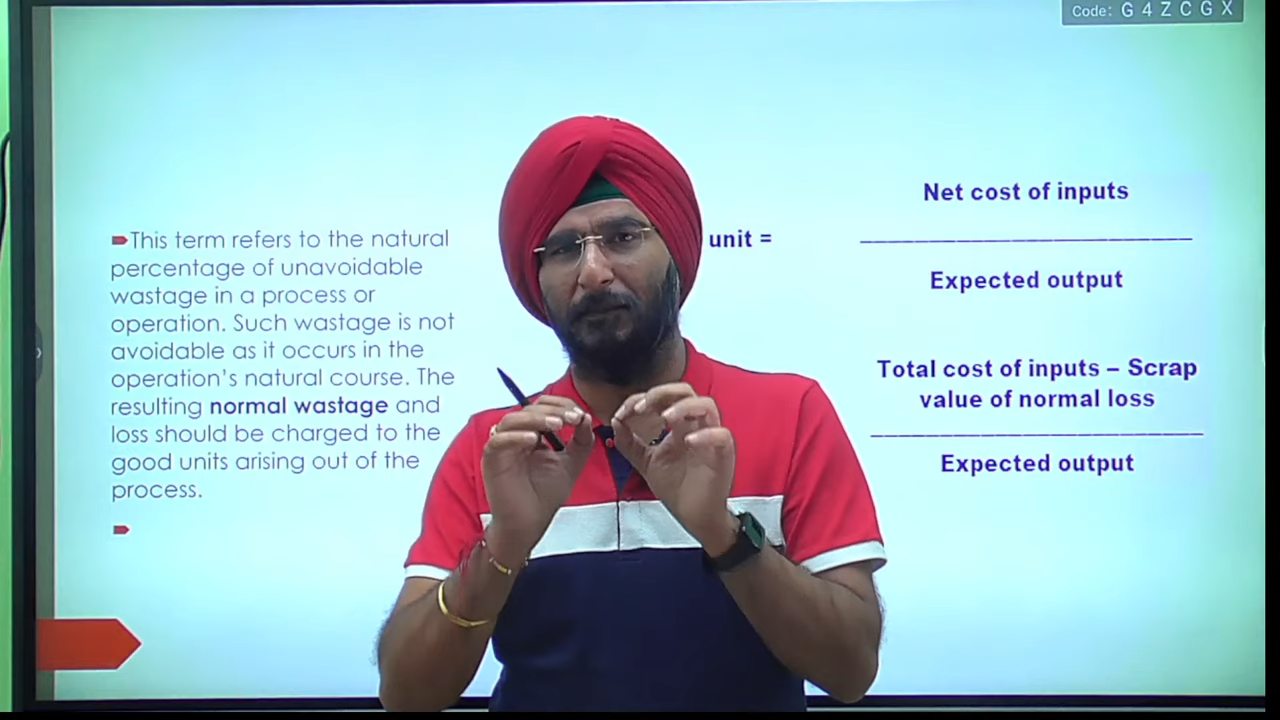 Code: G 4 Z C G X
This term refers to the natural
percentage of unavoidable
wastage in a process or
operation. Such wastage is not
avoidable as it occurs in the
operation's natural course. The
resulting normal wastage and
loss should be charged to the
good units arising out of the
process.
unit =
Net cost of inputs
Expected output
Total cost of inputs – Scrap
value of normal loss
Expected output